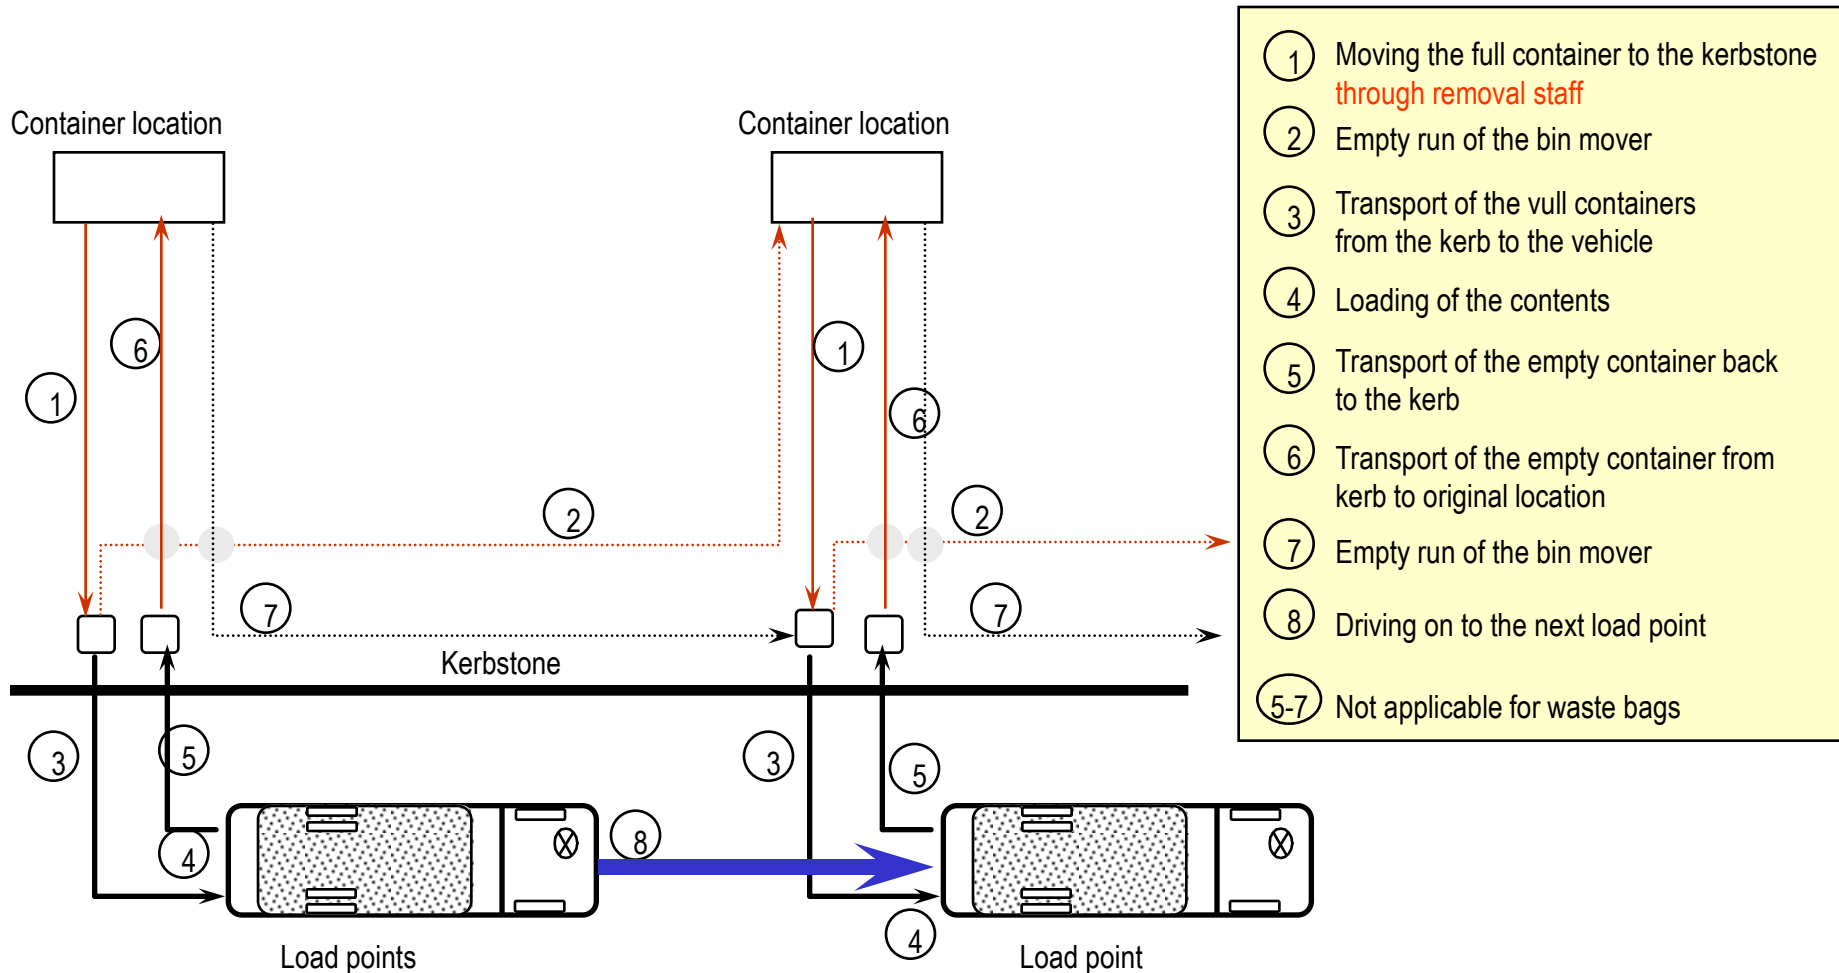 Container location
Container location
1
6
1
6
2
2
7
7
Kerbstone
3
5
3
5
4
8
4
Load points
Load point
1 Moving the full container to the kerbstone
through removal staff
2 Empty run of the bin mover
3 Transport of the vull containers
from the kerb to the vehicle
4 Loading of the contents
5 Transport of the empty container back
to the kerb
6 Transport of the empty container from
kerb to original location
7 Empty run of the bin mover
8 Driving on to the next load point
5-7 Not applicable for waste bags